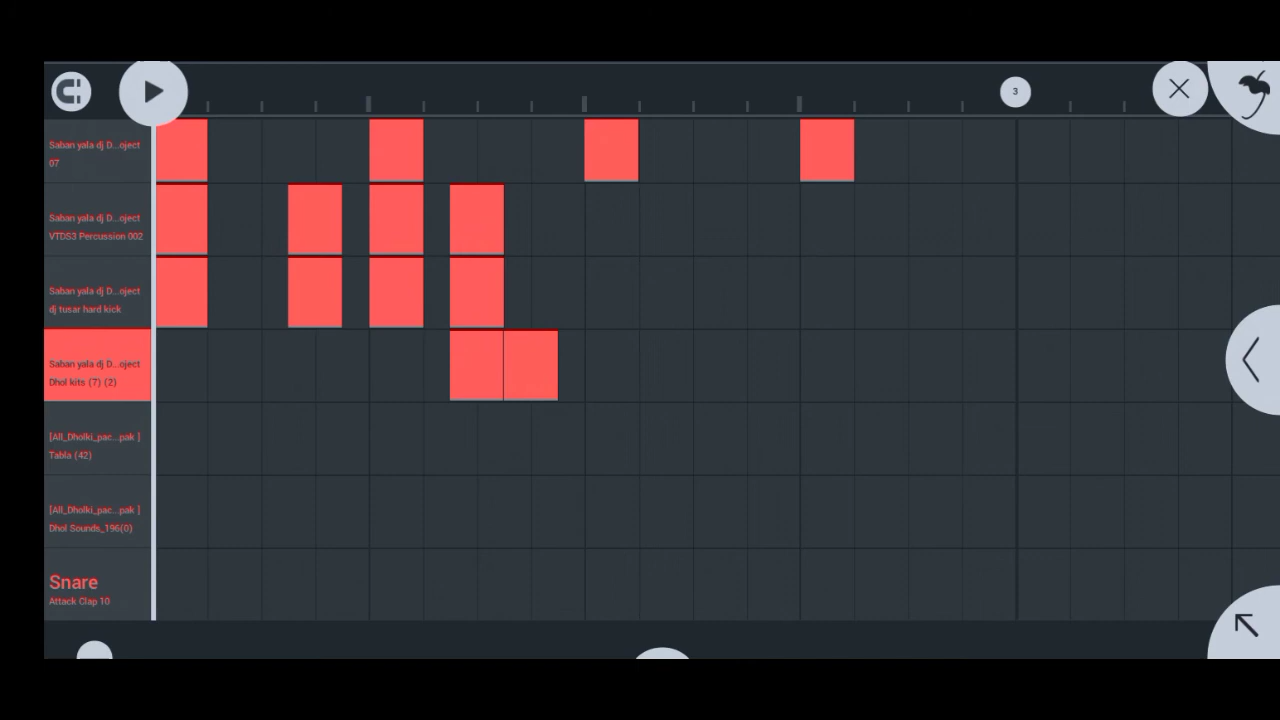 3
Saban yala dj D...oject
07
Saban yala dj D...oject
VTDS3 Percussion 002
Saban yala dj D...oject
dj tusar hard kick
Saban yala dj D...oject
Dhol kits (7) (2)
[All_Dholki_pac...pak ]
Tabla (42)
[All_Dholki_pac...pak ]
Dhol Sounds_196(0)
Snare
Attack Clap 10